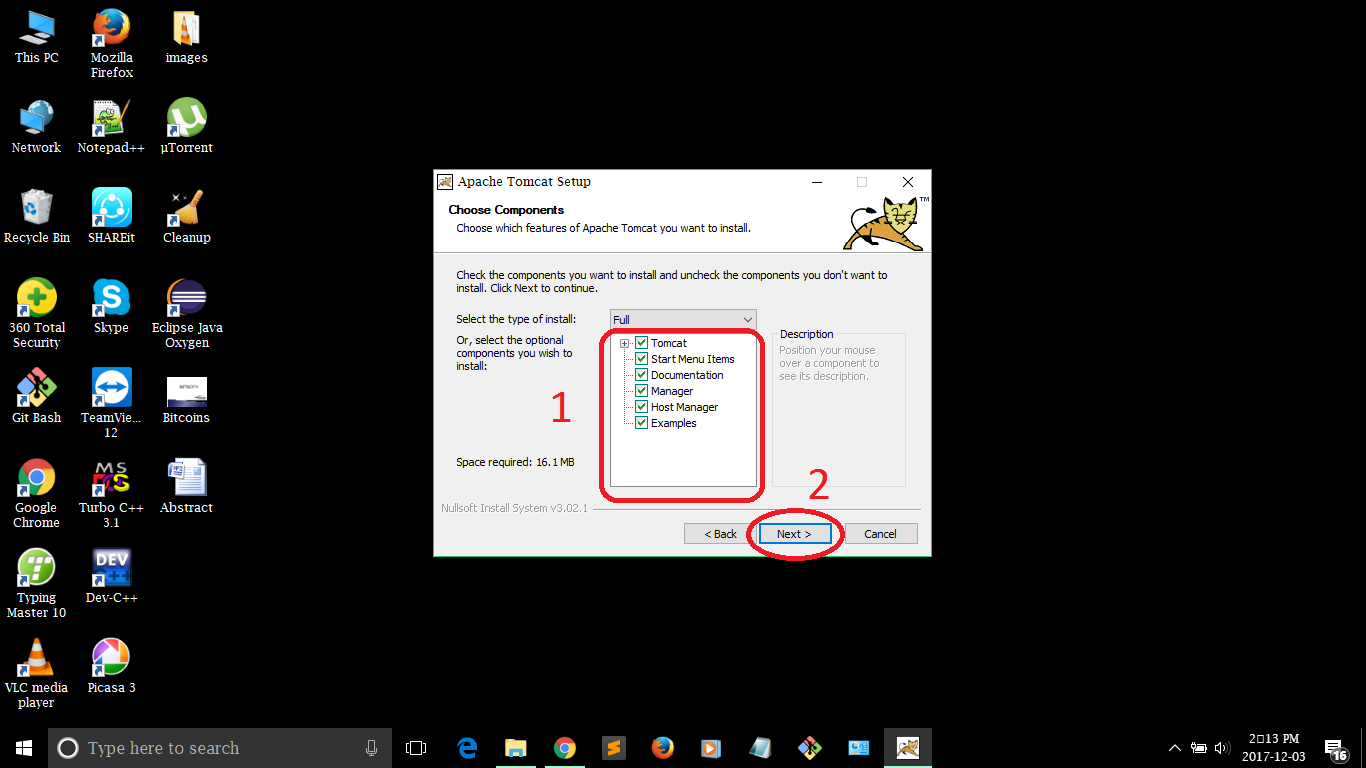 This PC
Mozilla
Firefox
images
Network
Notepad++
µTorrent
Recycle Bin
SHAREit
Cleanup
360 Total
Security
Skype
Eclipse Java
Oxygen
Git Bash
TeamVie...
12
Bitcoins
Google
Chrome
Turbo C++
3.1
Abstract
Typing
Master 10
DEV
Dev-C++
VLC media
player
Picasa 3
Apache Tomcat Setup
Choose Components
Choose which features of Apache Tomcat you want to install.
TM
Check the components you want to install and uncheck the components you don't want to
install. Click Next to continue.
Select the type of install:
Full
Or, select the optional
components you wish to
install:
Tomcat
Start Menu Items
Documentation
Manager
Host Manager
Examples
Description
Position your mouse
over a component to
see its description.
1
Space required: 16.1 MB
2
Nullsoft Install System v3.02.1
< Back
Next >
Cancel
Type here to search
2□13 PM
2017-12-03
16